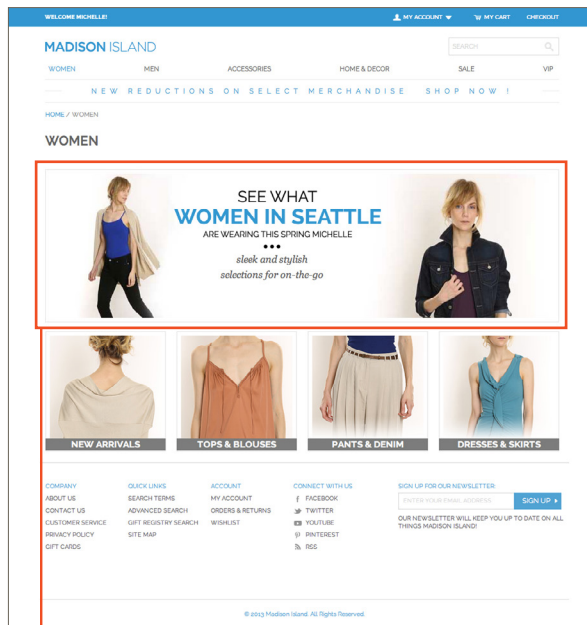 WELCOME MICHELLE!
MY ACCOUNT
MY CART
CHECKOUT
MADISON ISLAND
SEARCH
WOMEN
MEN
ACCESSORIES
HOME & DECOR
SALE
VIP
NEW REDUCTIONS ON SELECT MERCHANDISE SHOP NOW !
HOME / WOMEN
WOMEN
SEE WHAT
WOMEN IN SEATTLE
ARE WEARING THIS SPRING MICHELLE
sleek and stylish
selections for on-the-go
NEW ARRIVALS
TOPS & BLOUSES
PANTS & DENIM
DRESSES & SKIRTS
COMPANY
ABOUT US
CONTACT US
CUSTOMER SERVICE
PRIVACY POLICY
GIFT CARDS
QUICK LINKS
SEARCH TERMS
ADVANCED SEARCH
GIFT REGISTRY SEARCH
SITE MAP
ACCOUNT
MY ACCOUNT
ORDERS & RETURNS
WISHLIST
CONNECT WITH US
FACEBOOK
TWITTER
YOUTUBE
PINTEREST
RSS
SIGN UP FOR OUR NEWSLETTER:
ENTER YOUR EMAIL ADDRESS
SIGN UP
OUR NEWSLETTER WILL KEEP YOU UP TO DATE ON ALL
THINGS MADISON ISLAND!
© 2013 Madison Island. All Rights Reserved.